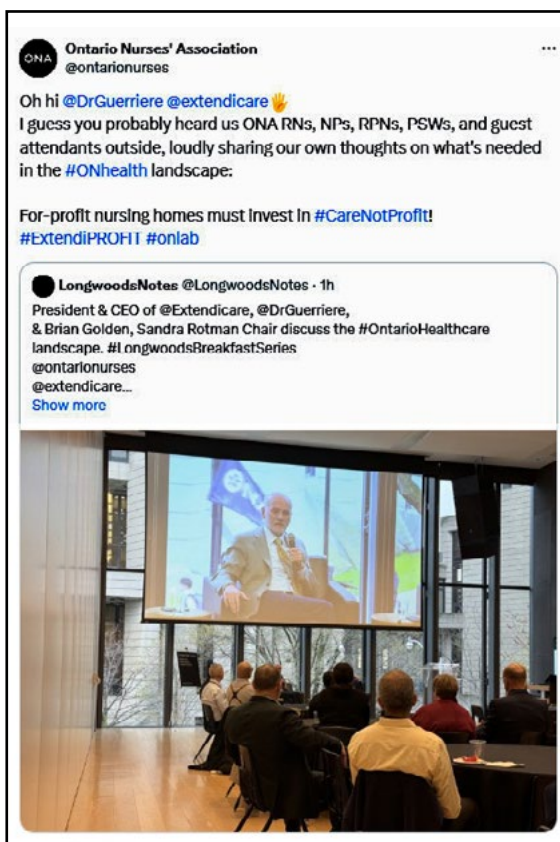 ONA
Ontario Nurses' Association
@ontarionurses
Oh hi @DrGuerriere @extendicare🖐
I guess you probably heard us ONA RNs, NPs, RPNs, PSWs, and guest
attendants outside, loudly sharing our own thoughts on what's needed
in the #ONhealth landscape:
For-profit nursing homes must invest in #CareNotProfit!
#ExtendiPROFIT #onlab
LongwoodsNotes @LongwoodsNotes · 1h
President & CEO of @Extendicare, @DrGuerriere,
& Brian Golden, Sandra Rotman Chair discuss the #OntarioHealthcare
landscape. #LongwoodsBreakfastSeries
@ontarionurses
@extendicare...
Show more